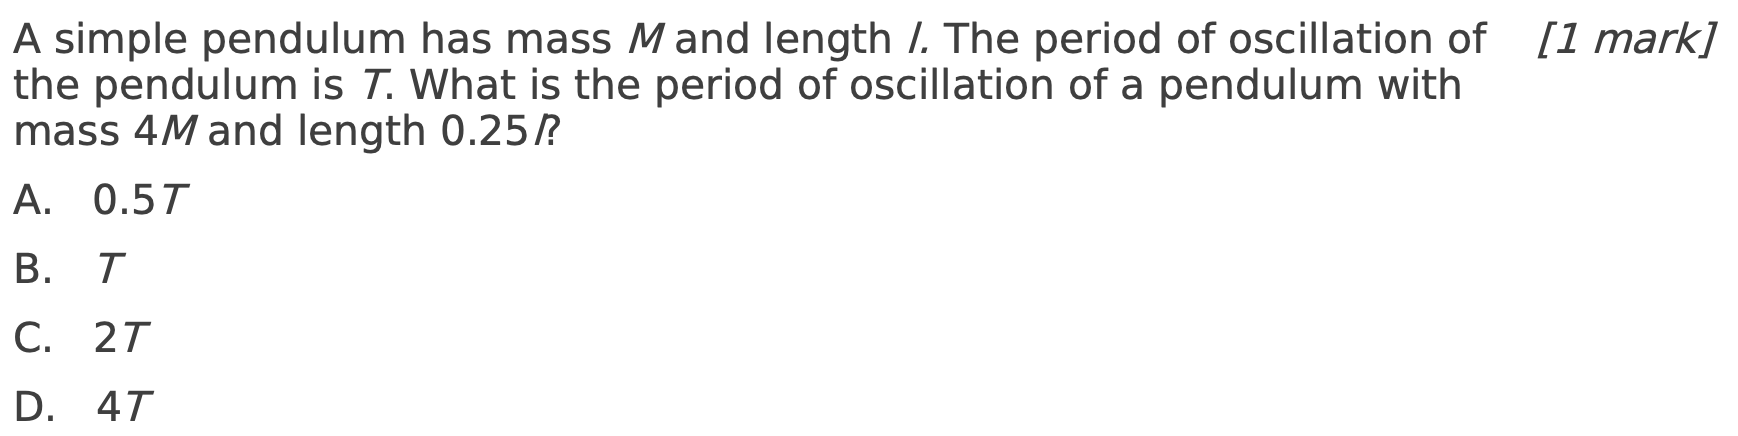 A simple pendulum has mass M and length l. The period of oscillation of [1 mark]
the pendulum is T. What is the period of oscillation of a pendulum with
mass 4M and length 0.25l?
A. 0.5T
B. T
C. 2T
D. 4T